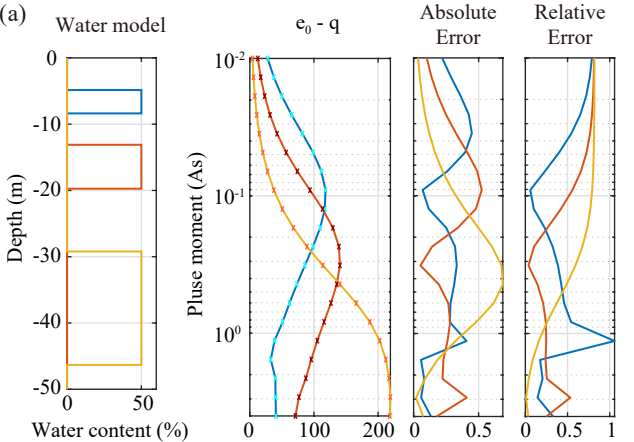 (a)
Water model
e0 - q
Absolute
Error
Relative
Error
Depth (m)
0
-10
-20
-30
-40
-50
0
50
Water content (%)
Pluse moment (As)
10-2
10-1
100
0
100
200
0
0.5
0
0.5
1